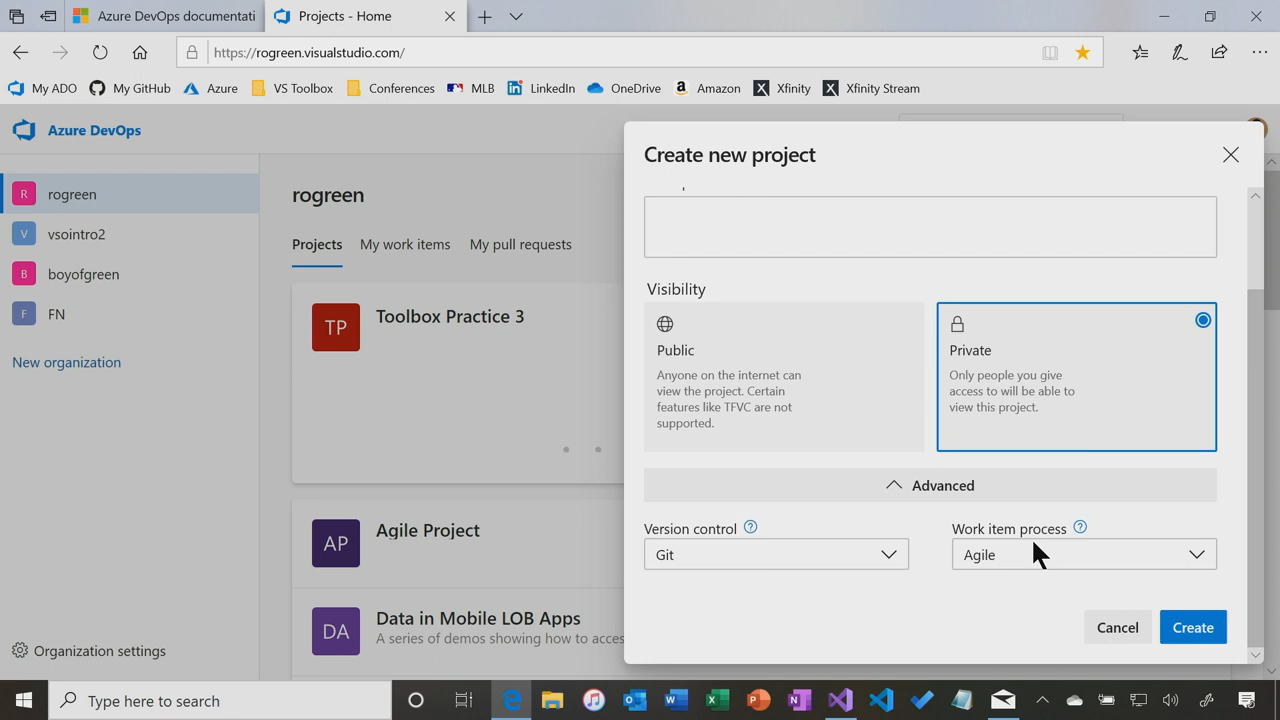 Azure DevOps documentati
Projects - Home
https://rogreen.visualstudio.com/
My ADO
My GitHub
Azure
VS Toolbox
Conferences
MLB
LinkedIn
OneDrive
Amazon
Xfinity
Xfinity Stream
Azure DevOps
R rogreen
V vsointro2
B boyofgreen
F FN
New organization
Organization settings
rogreen
Projects
My work items
My pull requests
TP
Toolbox Practice 3
AP
Agile Project
DA
Data in Mobile LOB Apps
A series of demos showing how to acces
Create new project
Visibility
Public
Anyone on the internet can
view the project. Certain
features like TFVC are not
supported.
Private
Only people you give
access to will be able to
view this project.
Advanced
Version control
Git
Work item process
Agile
Cancel
Create
Type here to search